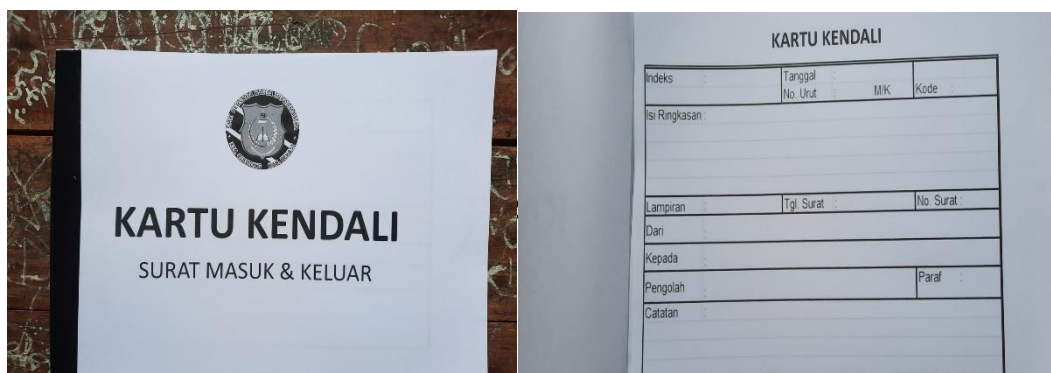 KARTU KENDALI
SURAT MASUK & KELUAR
KARTU KENDALI
Indeks :
Tanggal :
No. Urut : M/K
Kode :
Isi Ringkasan :
Lampiran :
Tgl. Surat :
No. Surat :
Dari :
Kepada :
Pengolah :
Paraf :
Catatan :